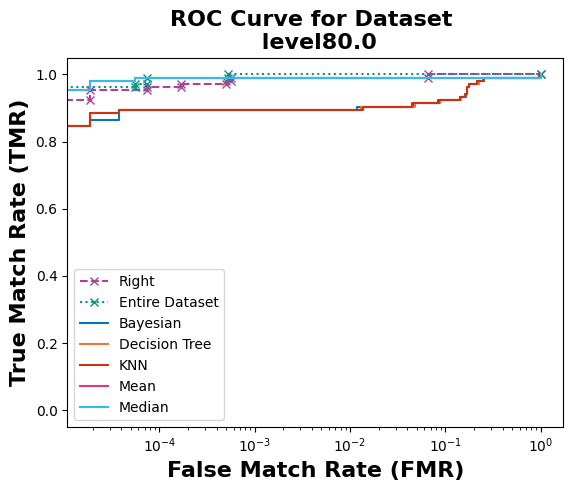 ROC Curve for Dataset
level80.0
True Match Rate (TMR)
1.0
0.8
0.6
0.4
0.2
0.0
Right
Entire Dataset
Bayesian
Decision Tree
KNN
Mean
Median
10⁻⁴
10⁻³
10⁻²
10⁻¹
10⁰
False Match Rate (FMR)